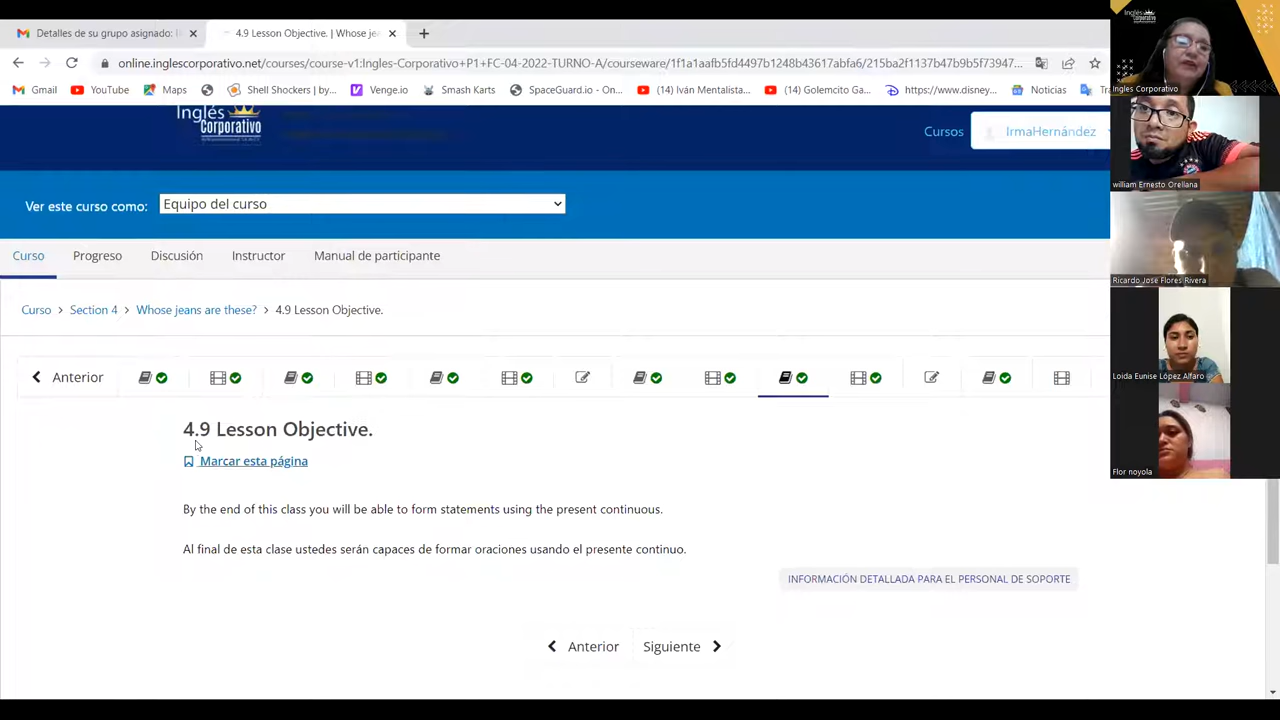 Detalles de su grupo asignado: I
4.9 Lesson Objective. | Whose je
online.inglescorporativo.net/courses/course-v1:Ingles-Corporativo+P1+FC-04-2022-TURNO-A/courseware/1f1a1aafb5fd4497b1248b43617abfa6/215ba2f1137b47b9b5f73947...
Gmail YouTube Maps Shell Shockers | by... Venge.io Smash Karts SpaceGuard.io - On... (14) Iván Mentalista... (14) Golemcito Ga... https://www.disney... Noticias Tr
Inglés
Corporativo
Cursos
IrmaHernández
Ver este curso como:
Equipo del curso
Curso Progreso Discusión Instructor Manual de participante
Curso > Section 4 > Whose jeans are these? > 4.9 Lesson Objective.
Anterior
4.9 Lesson Objective.
Marcar esta página
By the end of this class you will be able to form statements using the present continuous.
Al final de esta clase ustedes serán capaces de formar oraciones usando el presente continuo.
INFORMACIÓN DETALLADA PARA EL PERSONAL DE SOPORTE
Anterior Siguiente
Inglés
Corporativo
Ingles Corporativo
william Ernesto Orellana
Ricardo Jose Flores Rivera
Loida Eunise López Alfaro
Flor noyola